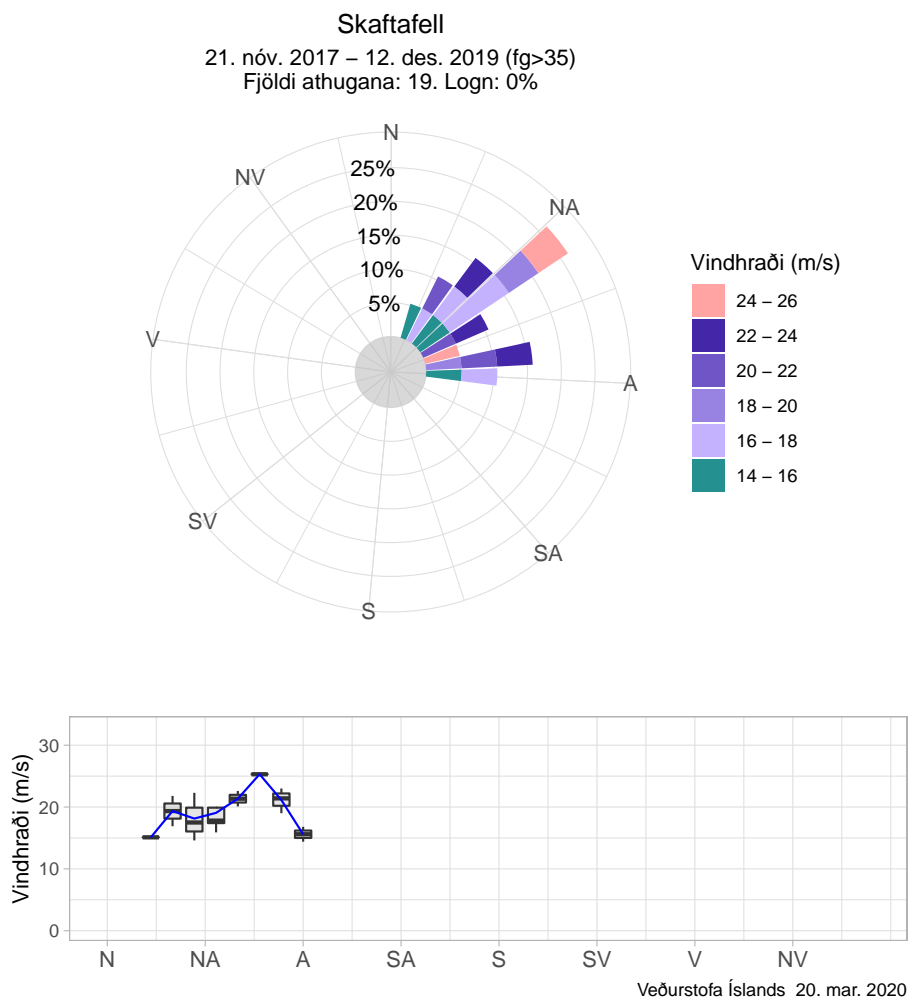 Skaftafell
21. nóv. 2017 – 12. des. 2019 (fg>35)
Fjöldi athugana: 19. Logn: 0%
N
NV
25%
20%
NA
15%
10%
5%
V
A
SV
SA
S
Vindhraði (m/s)
24 – 26
22 – 24
20 – 22
18 – 20
16 – 18
14 – 16
Vindhraði (m/s)
30
20
10
0
N NA A SA S SV V NV
Veðurstofa Íslands 20. mar. 2020